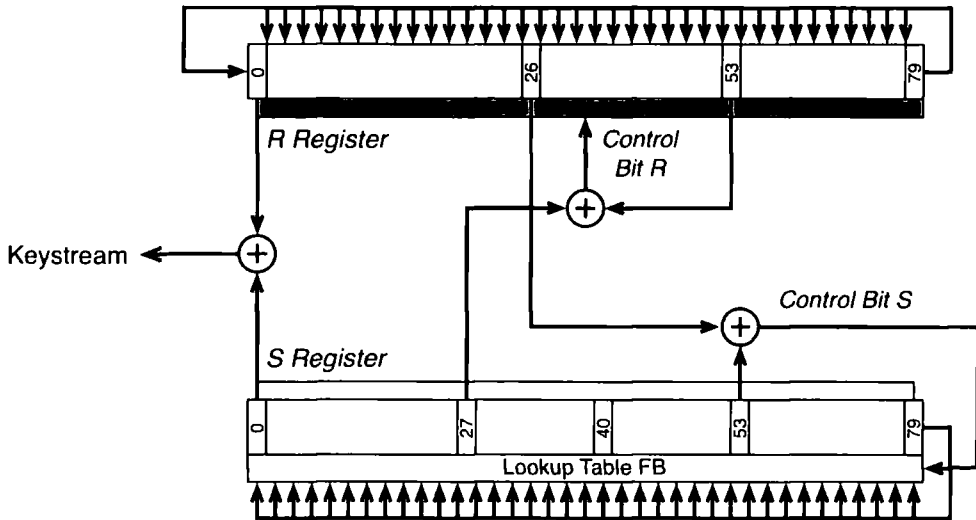 0 26 53 79
R Register
Control
Bit R
Keystream
Control Bit S
S Register
0 27 40 53 79
Lookup Table FB